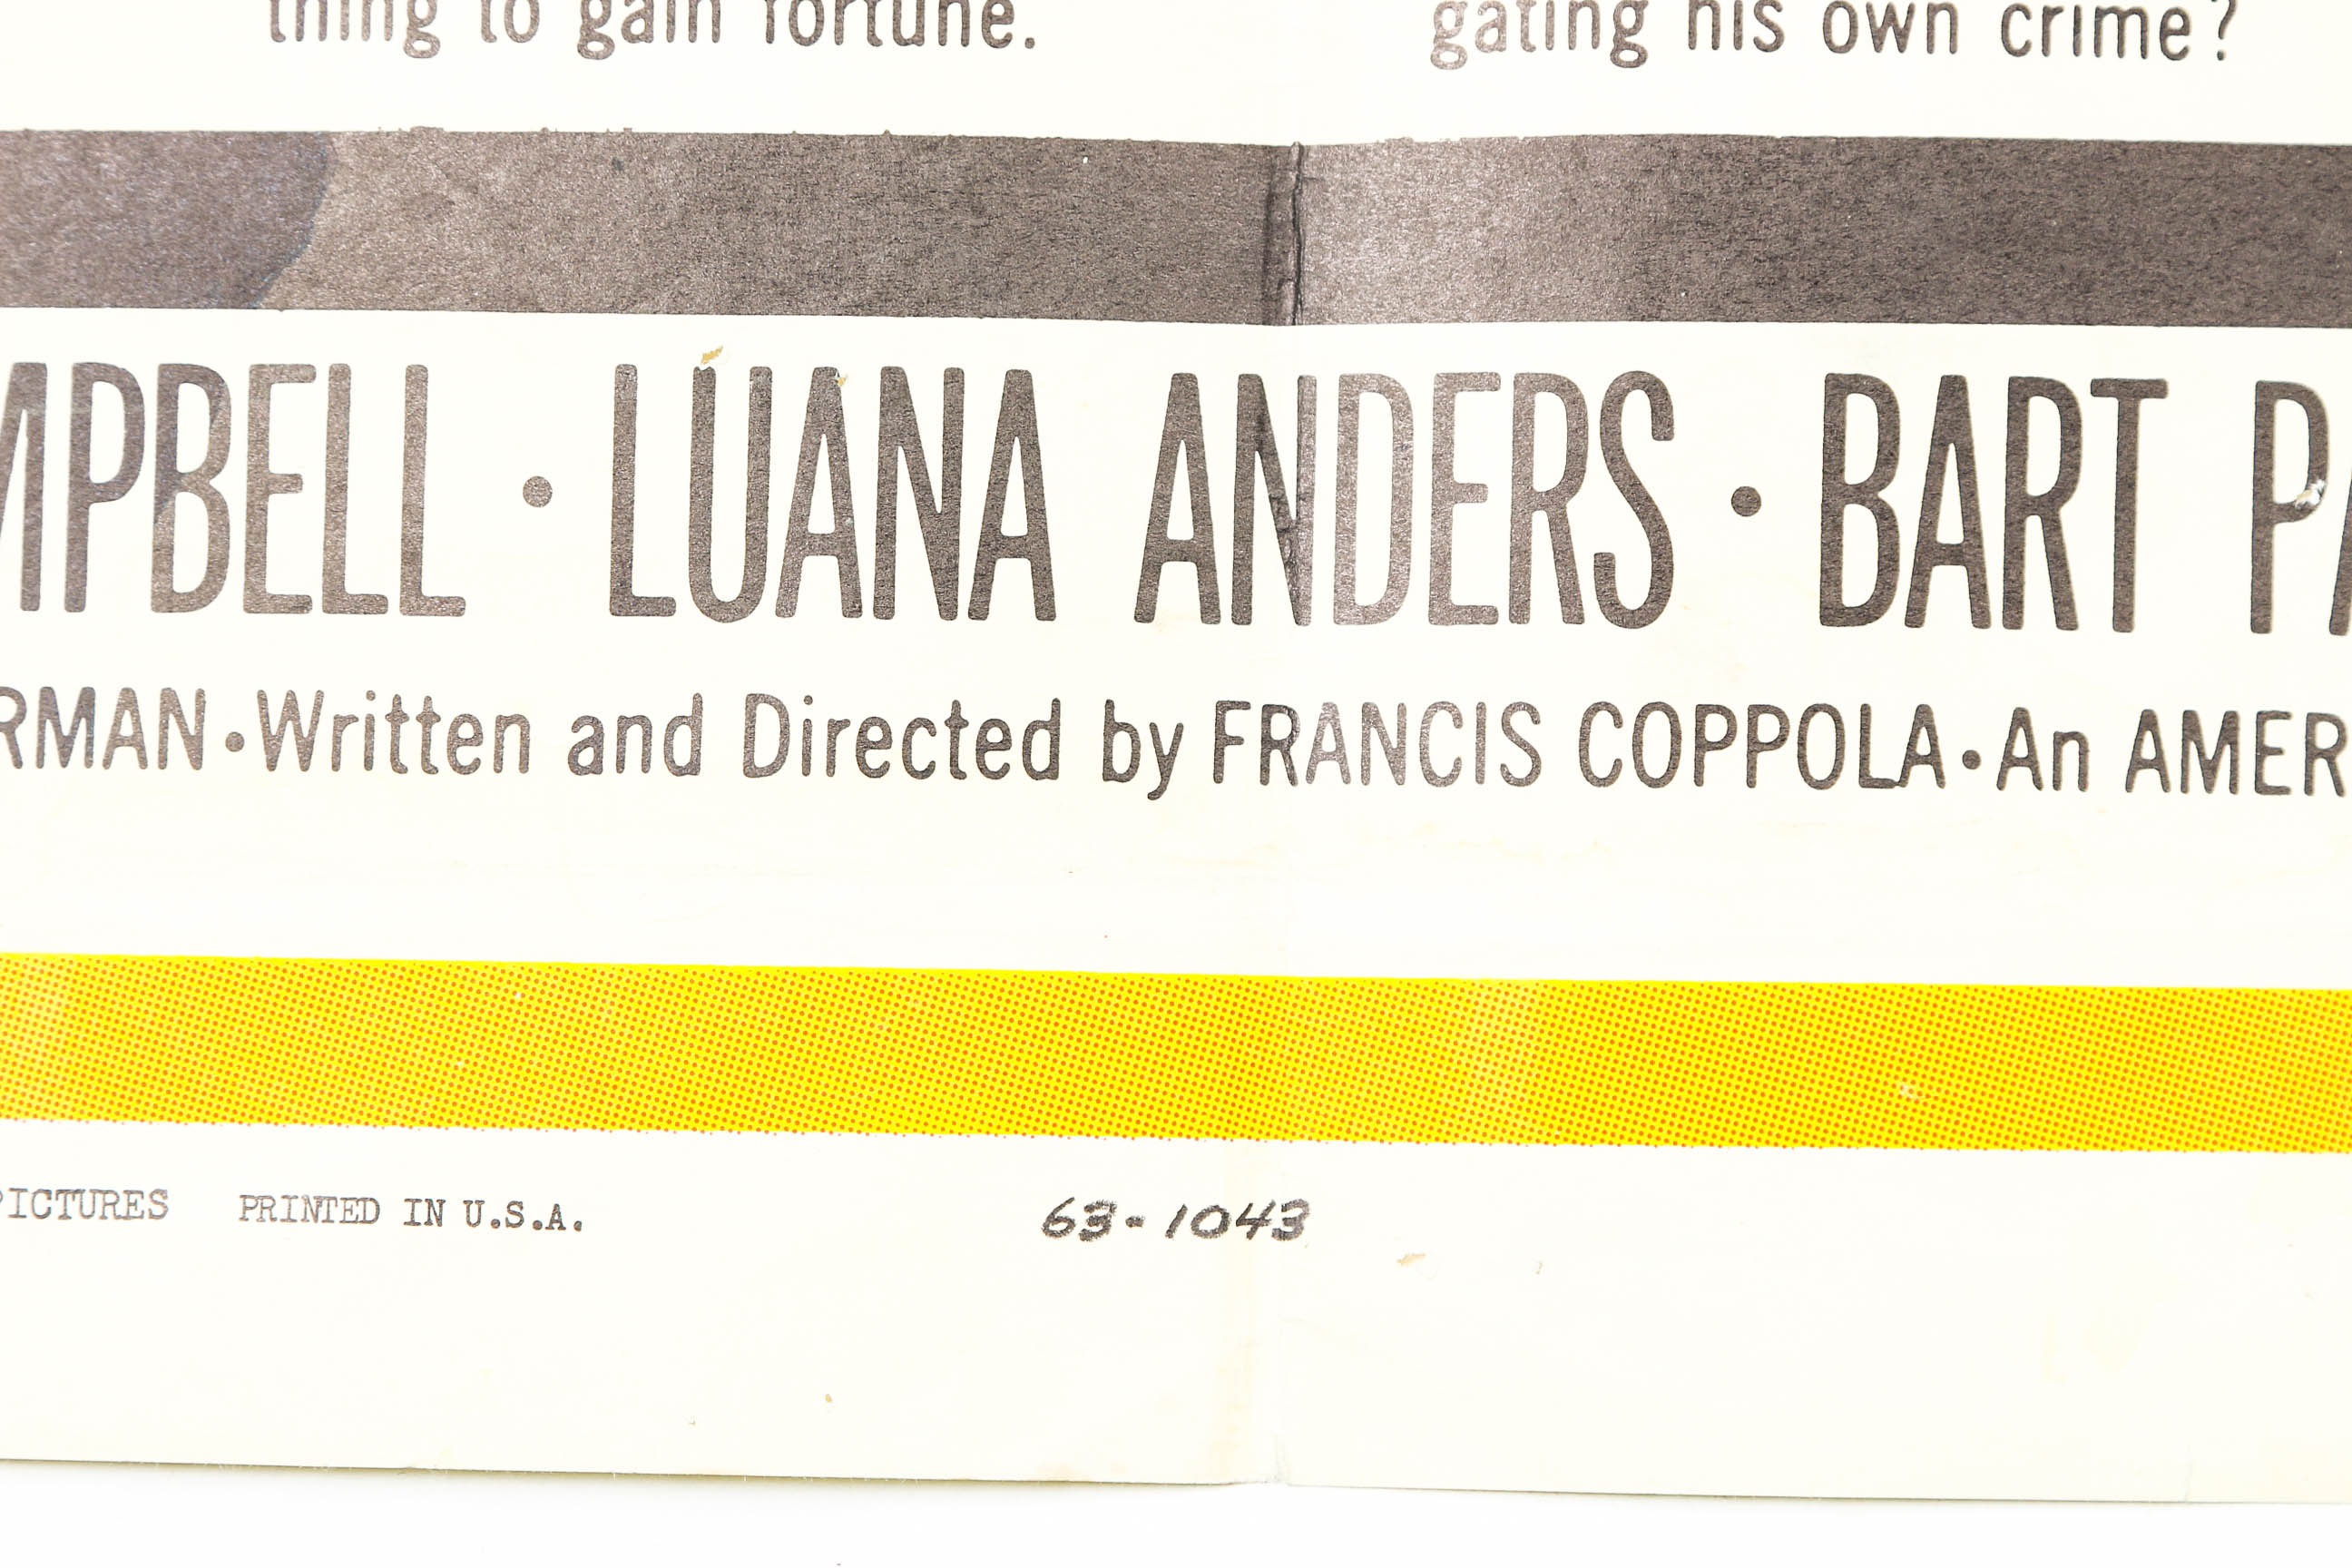 thing to gain fortune.
gating his own crime?
MPBELL · LUANA ANDERS · BART PA
RMAN·Written and Directed by FRANCIS COPPOLA·An AMER
PICTURES PRINTED IN U.S.A. 63-1043